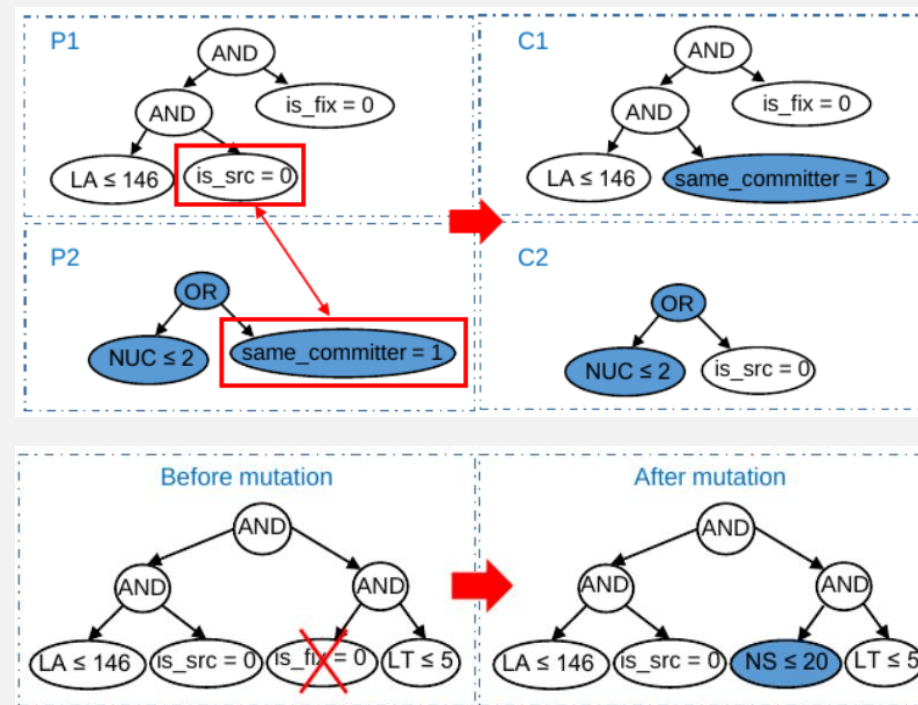 P1
AND
AND
is_fix = 0
LA ≤ 146
is_src = 0
C1
AND
AND
is_fix = 0
LA ≤ 146
same_committer = 1
P2
OR
NUC ≤ 2
same_committer = 1
C2
OR
NUC ≤ 2
is_src = 0
Before mutation
AND
AND
AND
LA ≤ 146
is_src = 0
is_fix = 0
LT ≤ 5
After mutation
AND
AND
AND
LA ≤ 146
is_src = 0
NS ≤ 20
LT ≤ 5